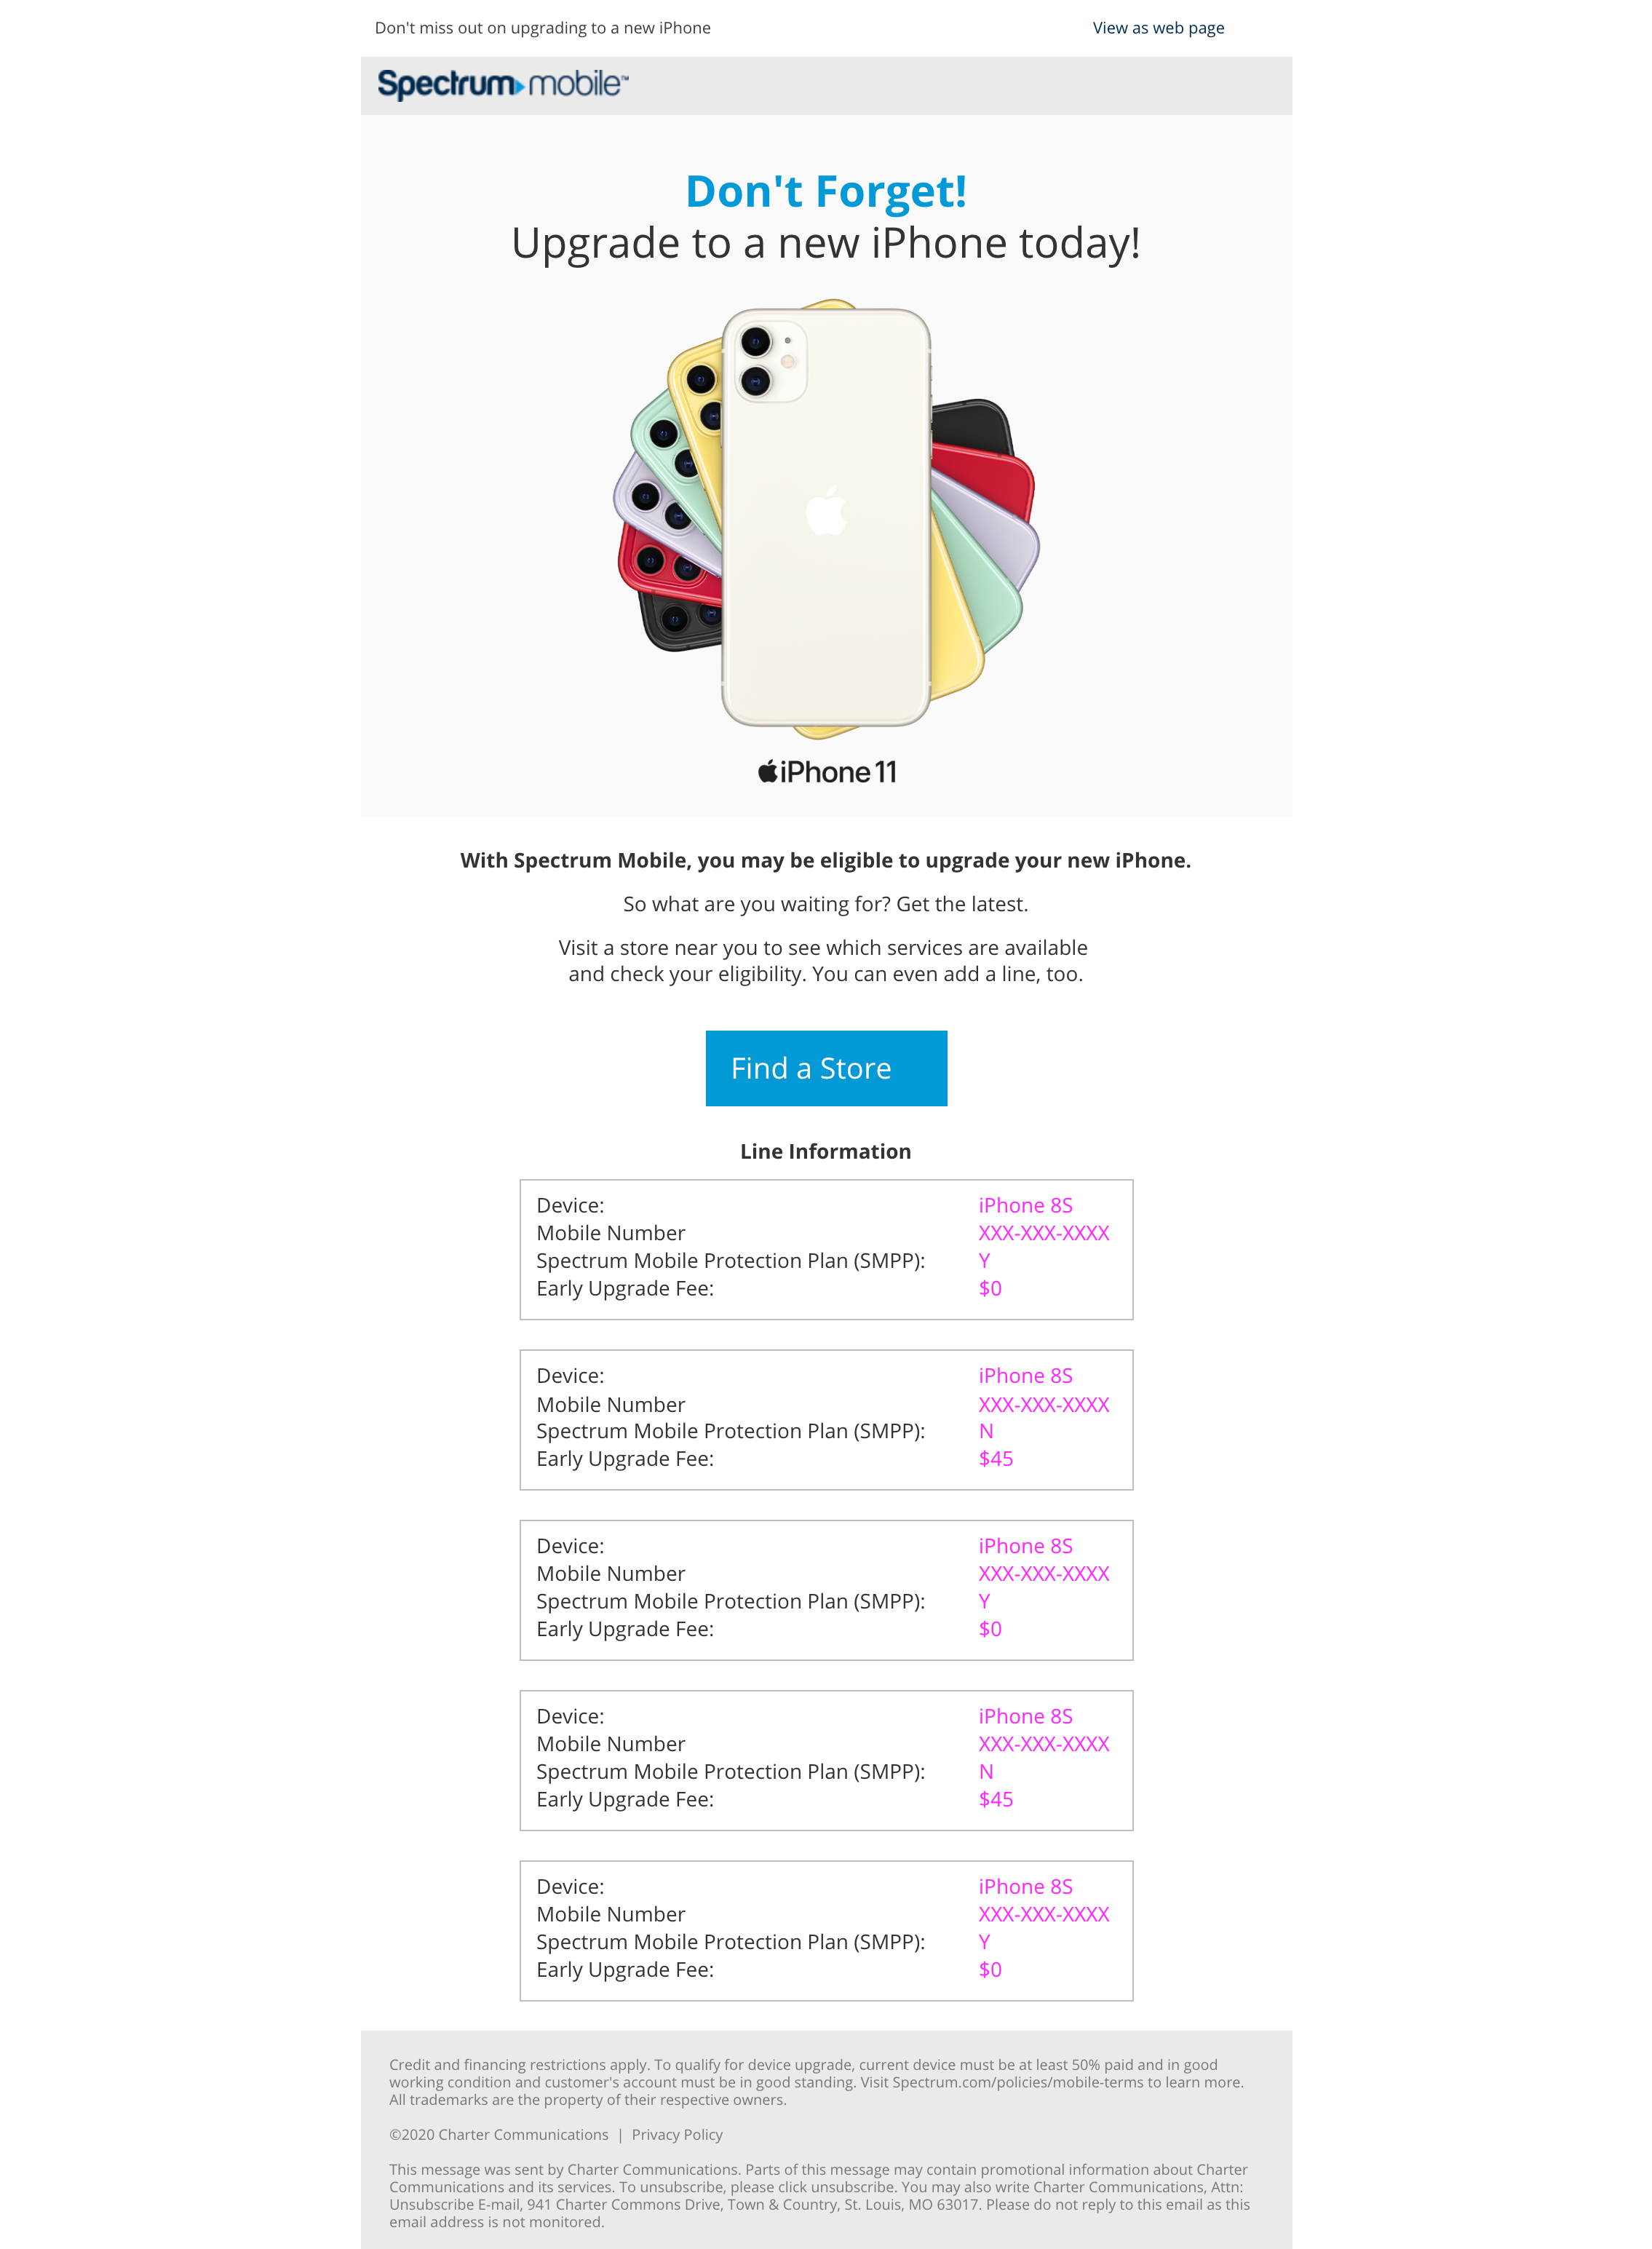 Don't miss out on upgrading to a new iPhone
View as web page
Spectrum mobile™
Don't Forget!
Upgrade to a new iPhone today!
iPhone 11
With Spectrum Mobile, you may be eligible to upgrade your new iPhone.
So what are you waiting for? Get the latest.
Visit a store near you to see which services are available
and check your eligibility. You can even add a line, too.
Find a Store
Line Information
Device: iPhone 8S
Mobile Number XXX-XXX-XXXX
Spectrum Mobile Protection Plan (SMPP): Y
Early Upgrade Fee: $0
Device: iPhone 8S
Mobile Number XXX-XXX-XXXX
Spectrum Mobile Protection Plan (SMPP): N
Early Upgrade Fee: $45
Device: iPhone 8S
Mobile Number XXX-XXX-XXXX
Spectrum Mobile Protection Plan (SMPP): Y
Early Upgrade Fee: $0
Device: iPhone 8S
Mobile Number XXX-XXX-XXXX
Spectrum Mobile Protection Plan (SMPP): N
Early Upgrade Fee: $45
Device: iPhone 8S
Mobile Number XXX-XXX-XXXX
Spectrum Mobile Protection Plan (SMPP): Y
Early Upgrade Fee: $0
Credit and financing restrictions apply. To qualify for device upgrade, current device must be at least 50% paid and in good
working condition and customer's account must be in good standing. Visit Spectrum.com/policies/mobile-terms to learn more.
All trademarks are the property of their respective owners.
©2020 Charter Communications | Privacy Policy
This message was sent by Charter Communications. Parts of this message may contain promotional information about Charter
Communications and its services. To unsubscribe, please click unsubscribe. You may also write Charter Communications, Attn:
Unsubscribe E-mail, 941 Charter Commons Drive, Town & Country, St. Louis, MO 63017. Please do not reply to this email as this
email address is not monitored.